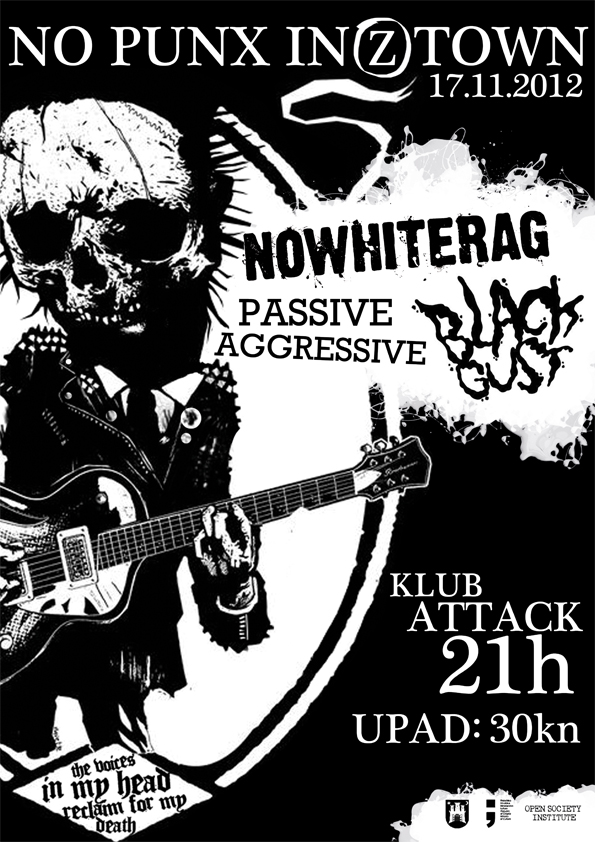 NO PUNX IN Z TOWN
17.11.2012
NOWHITERAG
PASSIVE
AGGRESSIVE
BLACK
GUST
KLUB
ATTACK
21h
UPAD: 30kn
the voices
in my head
reclaim for my
death
OPEN SOCIETY
INSTITUTE